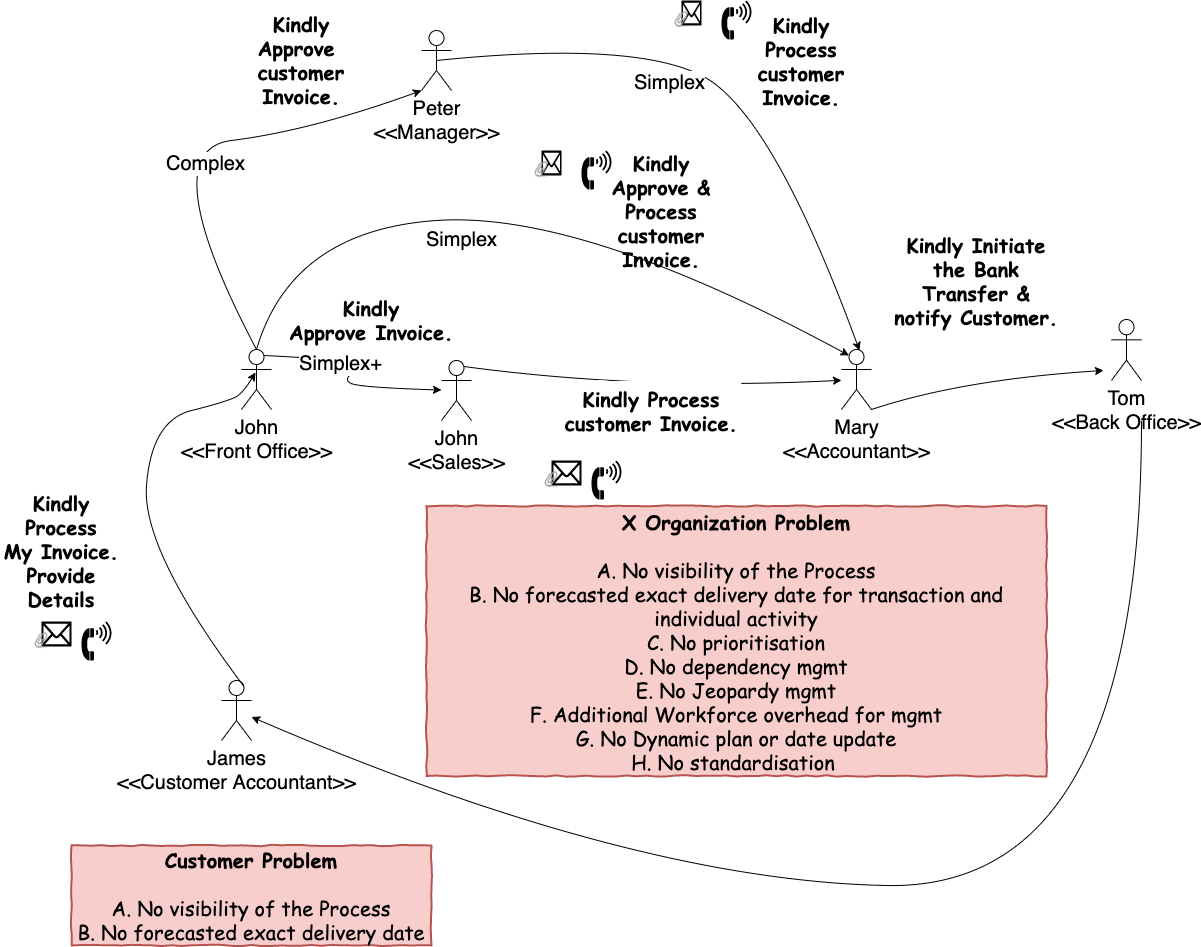 Kindly
Approve
customer
Invoice.
Kindly
Process
customer
Invoice.
Simplex
Peter
<<Manager>>
Complex
Kindly
Approve &
Process
customer
Invoice.
Simplex
Kindly Initiate
the Bank
Transfer &
notify Customer.
Kindly
Approve Invoice.
Simplex+
John
<<Front Office>>
John
<<Sales>>
Kindly Process
customer Invoice.
Mary
<<Accountant>>
Tom
<<Back Office>>
Kindly
Process
My Invoice.
Provide
Details
X Organization Problem
A. No visibility of the Process
B. No forecasted exact delivery date for transaction and
individual activity
C. No prioritisation
D. No dependency mgmt
E. No Jeopardy mgmt
F. Additional Workforce overhead for mgmt
G. No Dynamic plan or date update
H. No standardisation
James
<<Customer Accountant>>
Customer Problem
A. No visibility of the Process
B. No forecasted exact delivery date